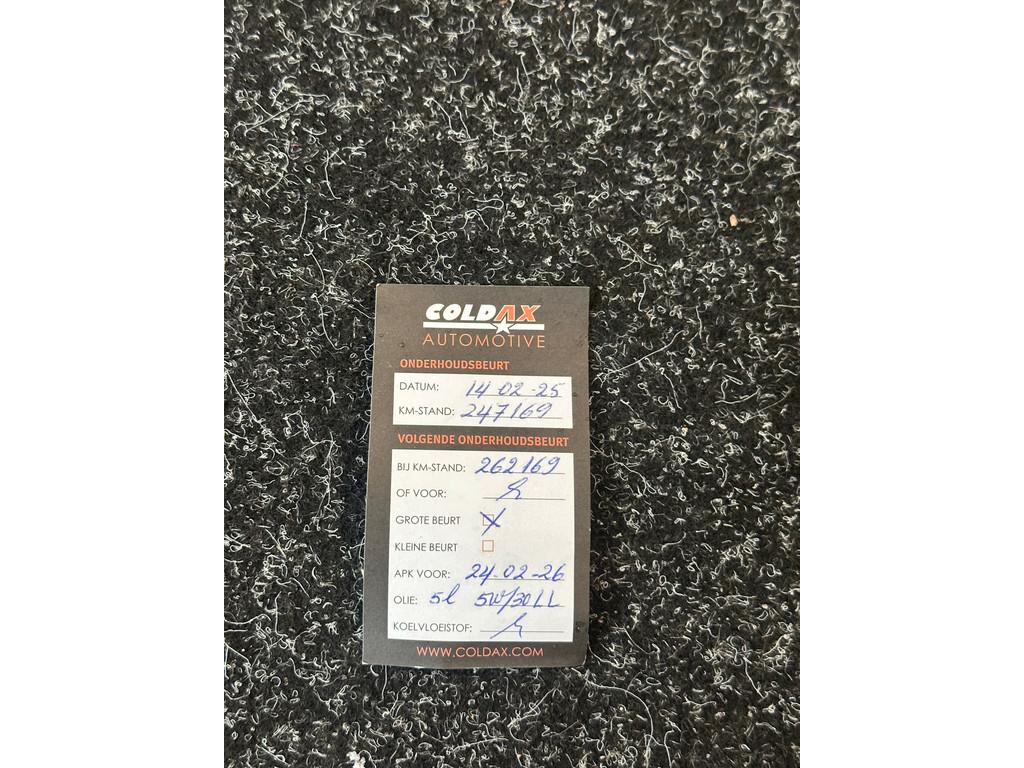 COLDAX
AUTOMOTIVE
ONDERHOUDSBEURT
DATUM: 14-02-25
KM-STAND: 247169
VOLGENDE ONDERHOUDSBEURT
BIJ KM-STAND: 262169
OF VOOR:
GROTE BEURT
KLEINE BEURT
APK VOOR: 24-02-26
OLIE: 5l 5W/30LL
KOELVLOEISTOF:
WWW.COLDAX.COM